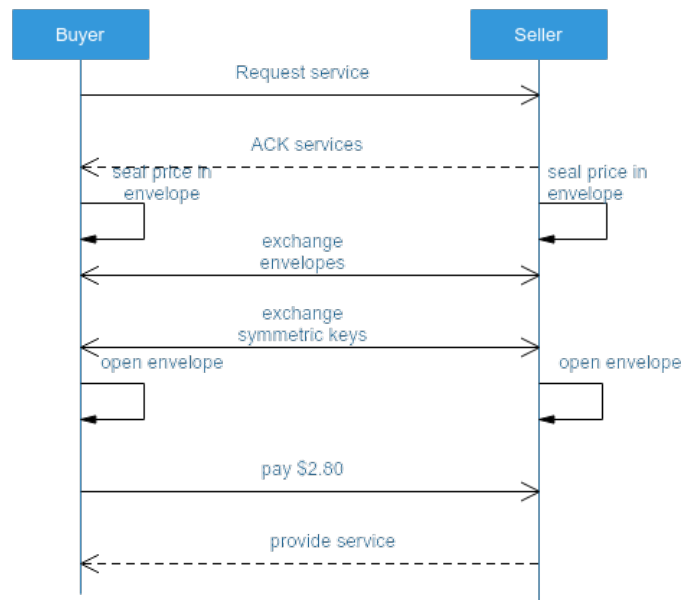 Buyer
Seller
Request service
ACK services
seal price in
envelope
seal price in
envelope
exchange
envelopes
exchange
symmetric keys
open envelope
open envelope
pay $2.80
provide service